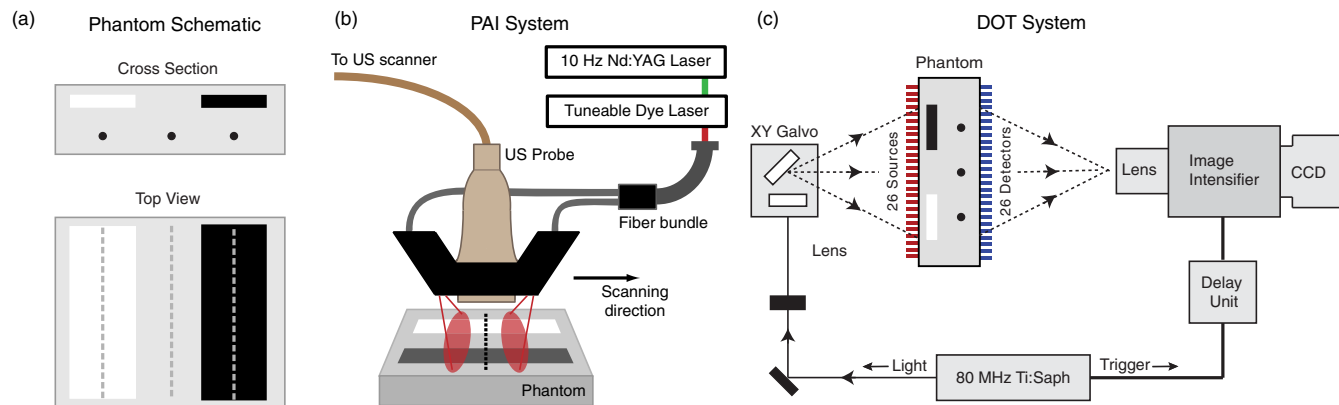 (a)
Phantom Schematic
Cross Section
Top View
(b)
PAI System
To US scanner
10 Hz Nd:YAG Laser
Tuneable Dye Laser
US Probe
Fiber bundle
Scanning
direction
Phantom
(c)
DOT System
Phantom
XY Galvo
26 Sources
26 Detectors
Lens
Image
Intensifier
CCD
Lens
Delay
Unit
Light
80 MHz Ti:Saph
Trigger